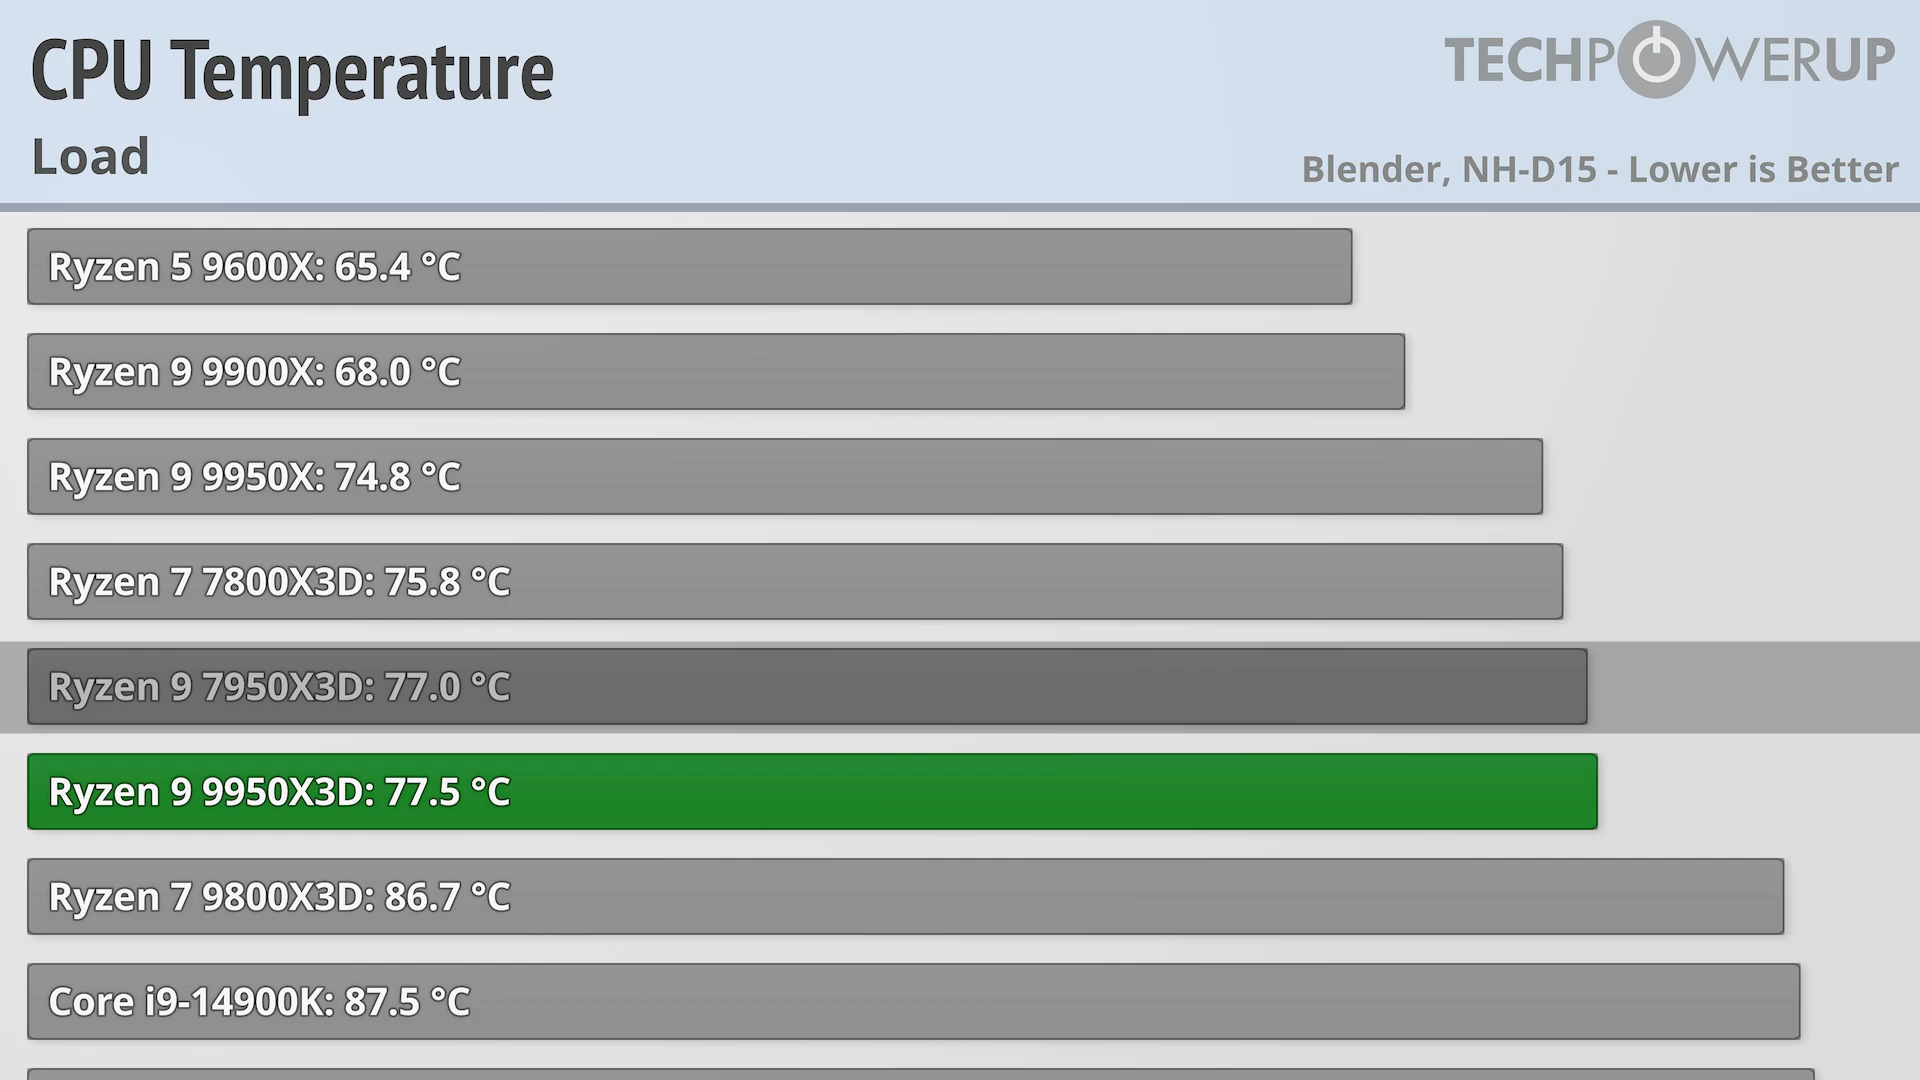 CPU Temperature
TECHPOWERUP
Load
Blender, NH-D15 - Lower is Better
Ryzen 5 9600X: 65.4 °C
Ryzen 9 9900X: 68.0 °C
Ryzen 9 9950X: 74.8 °C
Ryzen 7 7800X3D: 75.8 °C
Ryzen 9 7950X3D: 77.0 °C
Ryzen 9 9950X3D: 77.5 °C
Ryzen 7 9800X3D: 86.7 °C
Core i9-14900K: 87.5 °C